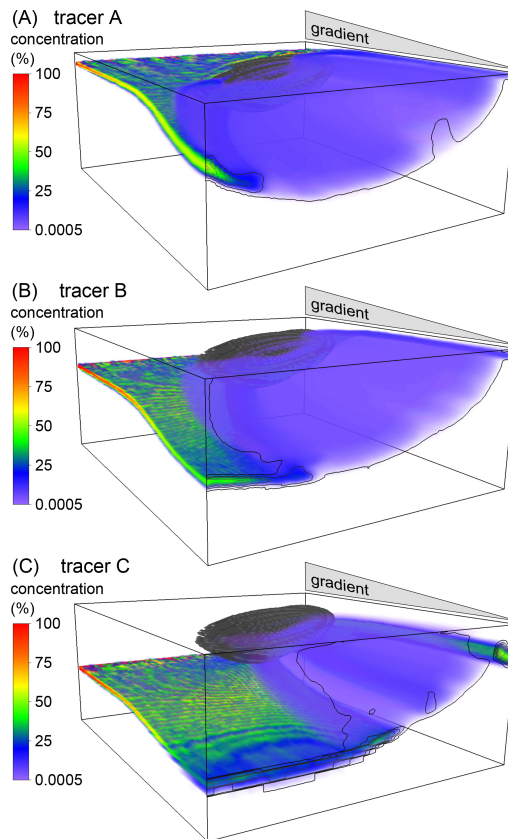 (A) tracer A
concentration
(%)
gradient
100
75
50
25
0.0005
(B) tracer B
concentration
(%)
gradient
100
75
50
25
0.0005
(C) tracer C
concentration
(%)
gradient
100
75
50
25
0.0005